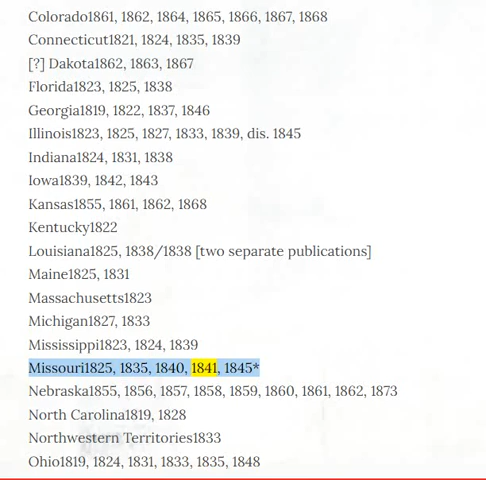 Colorado1861, 1862, 1864, 1865, 1866, 1867, 1868
Connecticut1821, 1824, 1835, 1839
[?] Dakota1862, 1863, 1867
Florida1823, 1825, 1838
Georgia1819, 1822, 1837, 1846
Illinois1823, 1825, 1827, 1833, 1839, dis. 1845
Indiana1824, 1831, 1838
Iowa1839, 1842, 1843
Kansas1855, 1861, 1862, 1868
Kentucky1822
Louisiana1825, 1838/1838 [two separate publications]
Maine1825, 1831
Massachusetts1823
Michigan1827, 1833
Mississippi1823, 1824, 1839
Missouri1825, 1835, 1840, 1841, 1845*
Nebraska1855, 1856, 1857, 1858, 1859, 1860, 1861, 1862, 1873
North Carolina1819, 1828
Northwestern Territories1833
Ohio1819, 1824, 1831, 1833, 1835, 1848